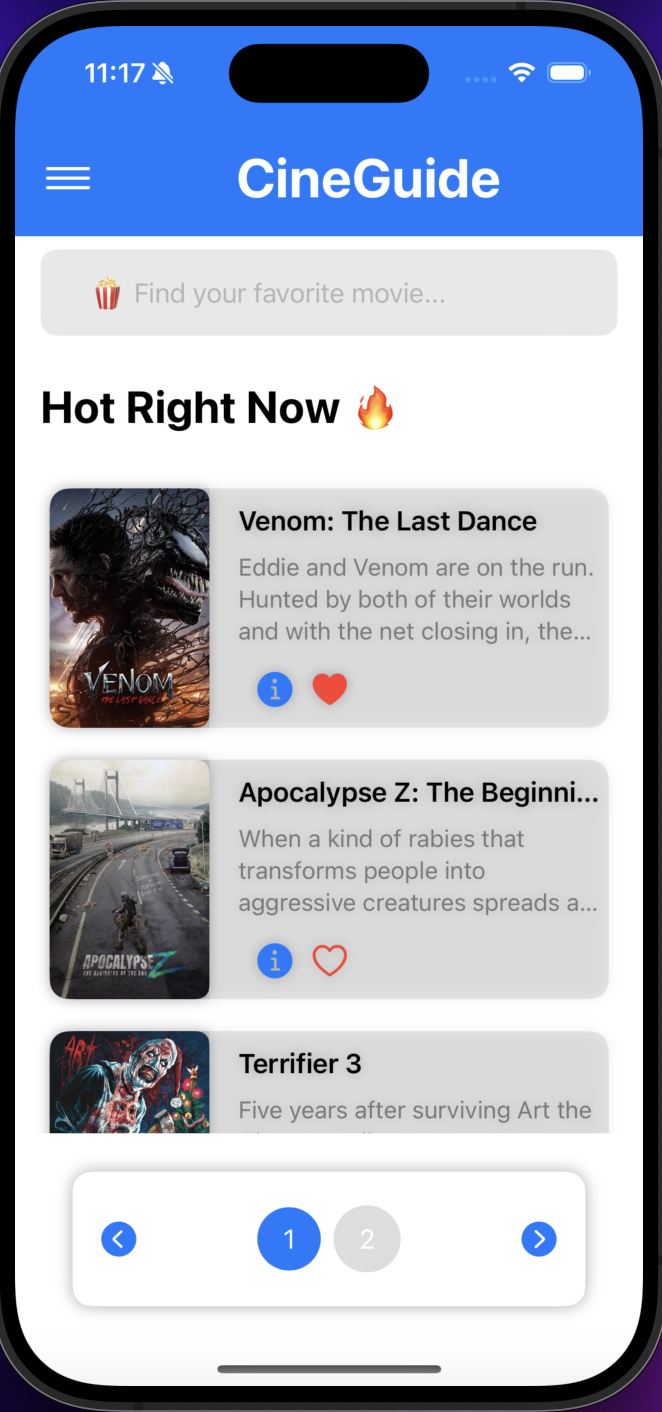 11:17
CineGuide
🍿 Find your favorite movie...
Hot Right Now 🔥
Venom: The Last Dance
Eddie and Venom are on the run.
Hunted by both of their worlds
and with the net closing in, the...
VENOM
THE LAST DANCE
Apocalypse Z: The Beginni...
When a kind of rabies that
transforms people into
aggressive creatures spreads a...
APOCALYPSE Z
THE BEGINNING OF THE END
ART
Terrifier 3
Five years after surviving Art the
1
2